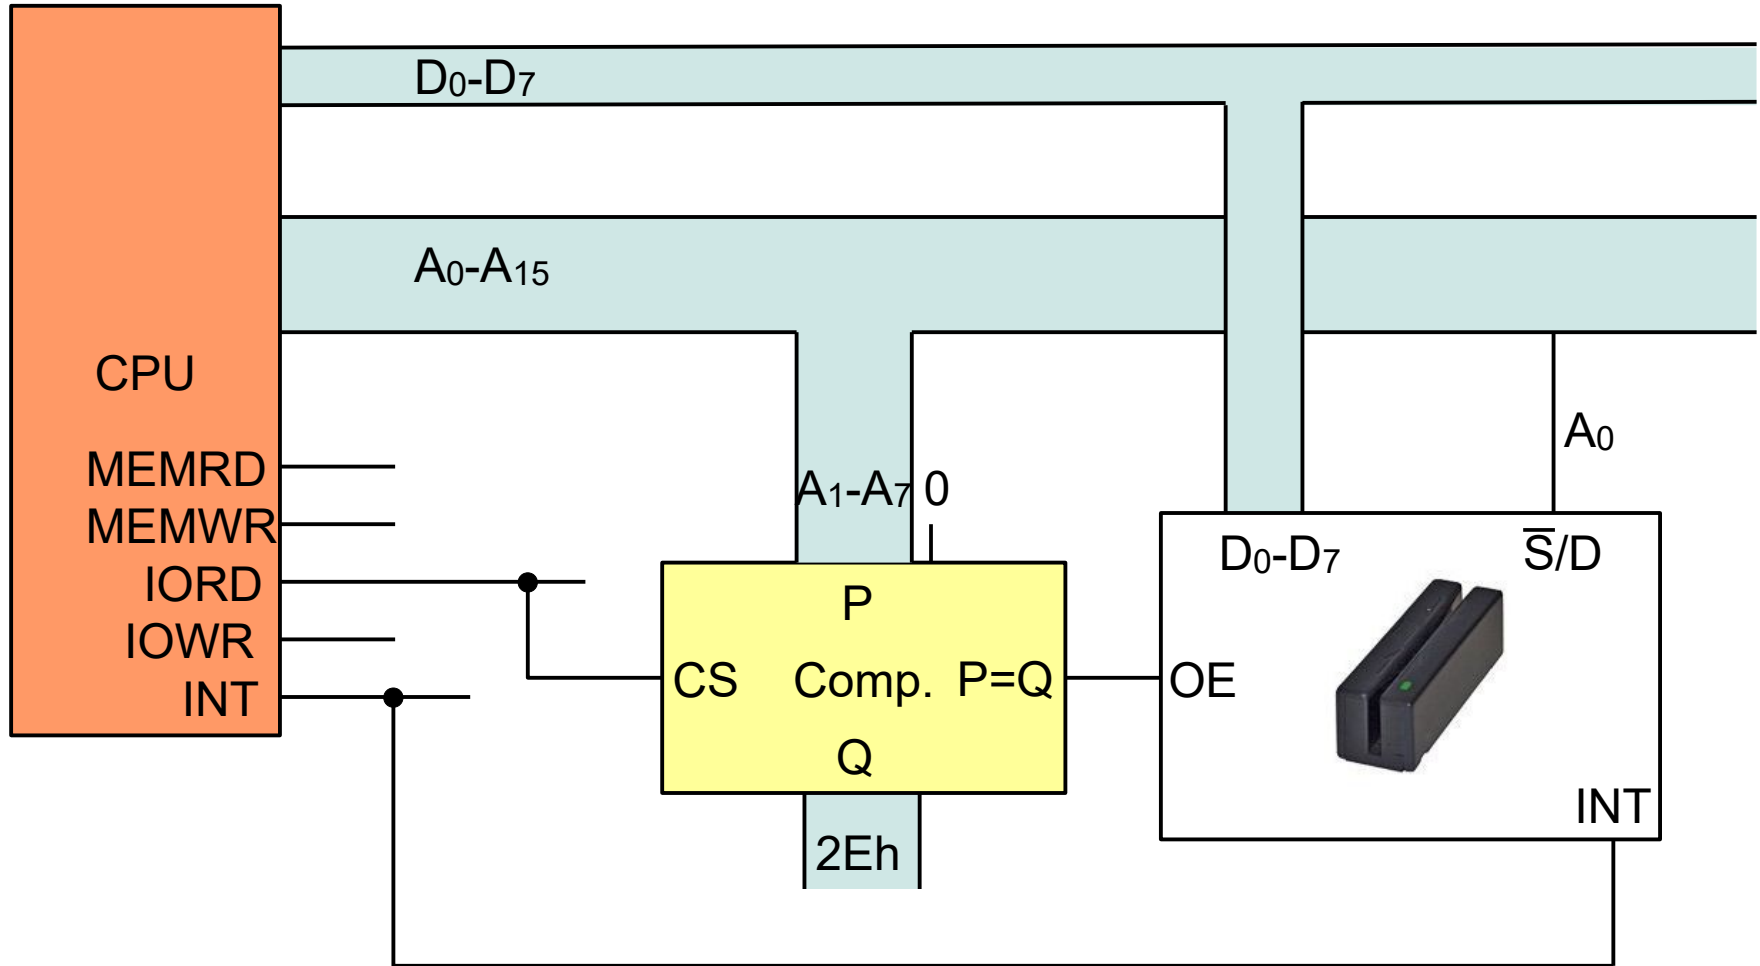 D0-D7
A0-A15
CPU
A0
MEMRD
A1-A7 0
MEMWR
D0-D7
S̅/D
IORD
P
IOWR
CS
Comp.
P=Q
OE
INT
Q
INT
2Eh